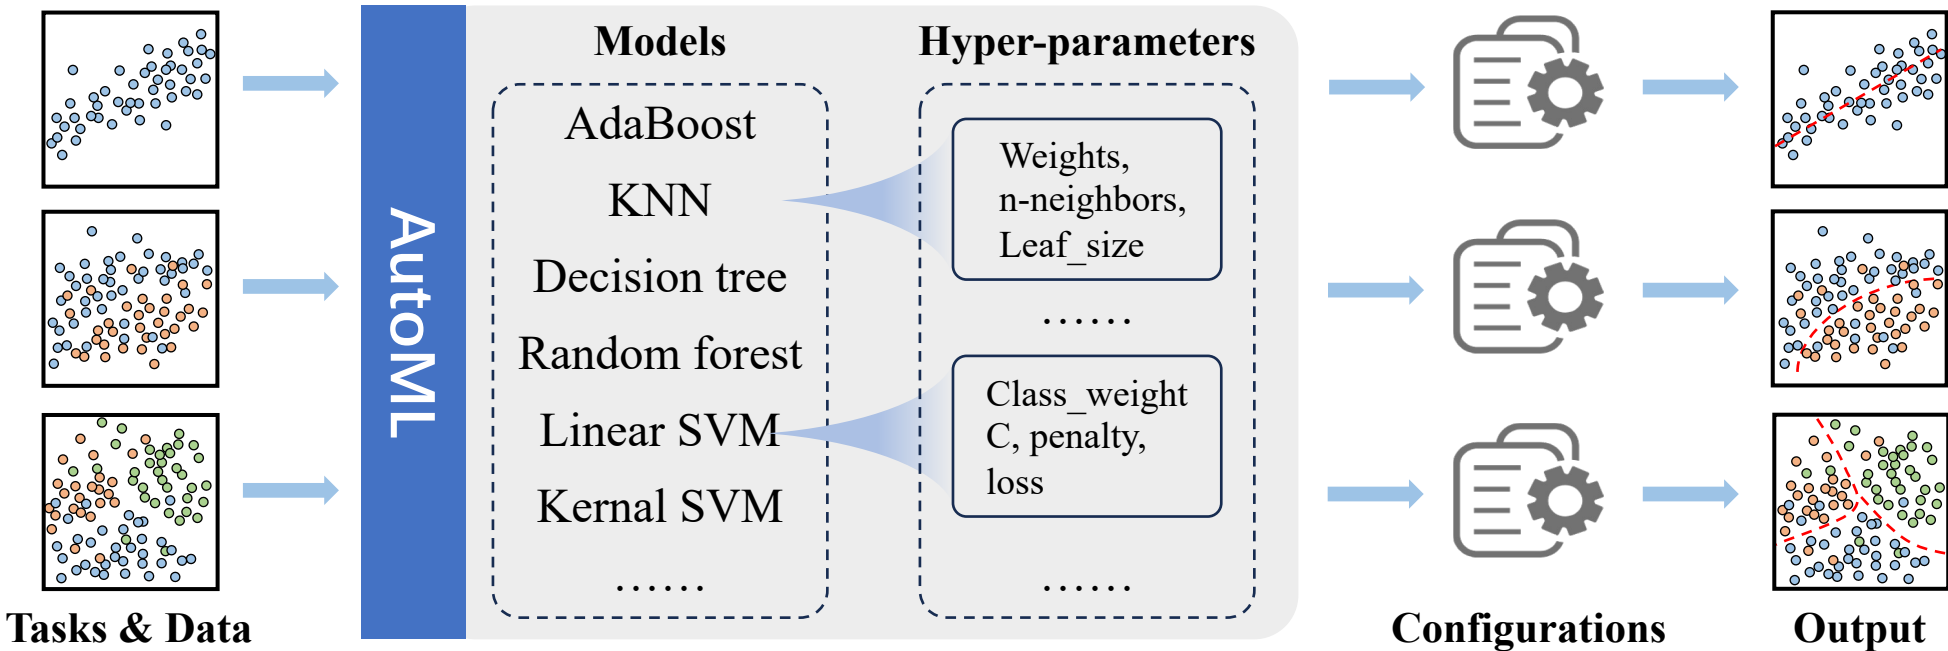 Models
Hyper-parameters
AutoML
AdaBoost
KNN
Decision tree
Random forest
Linear SVM
Kernal SVM
......
Weights,
n-neighbors,
Leaf_size
......
Class_weight
C, penalty,
loss
......
Tasks & Data
Configurations
Output